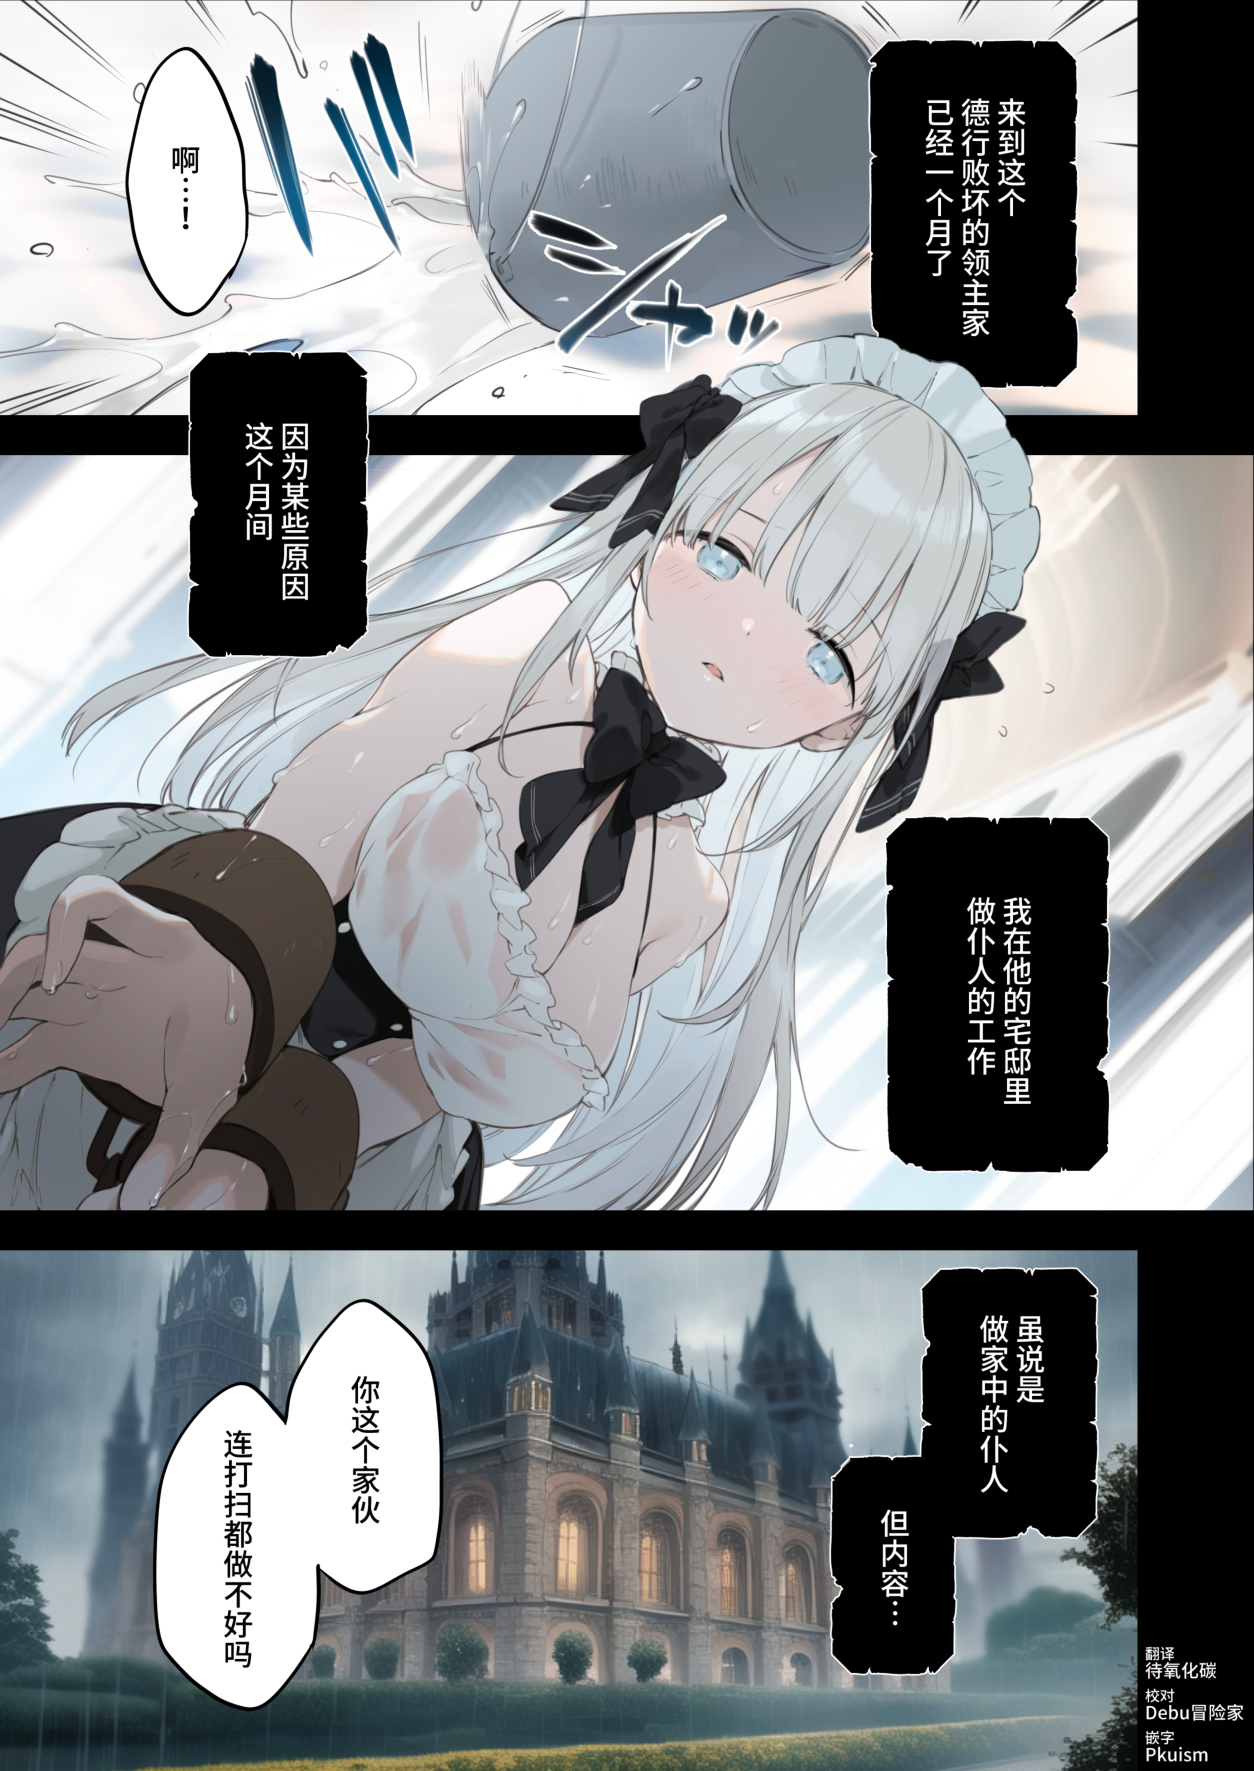 来到这个
德行败坏的领主家
已经一个月了
啊…！
バシャッ
因为某些原因
这个月间
我在他的宅邸里
做仆人的工作
虽说是
做家中的仆人
但内容…
你这个家伙
连打扫都做不好吗
翻译
待氧化碳
校对
Debu冒险家
嵌字
Pkuism